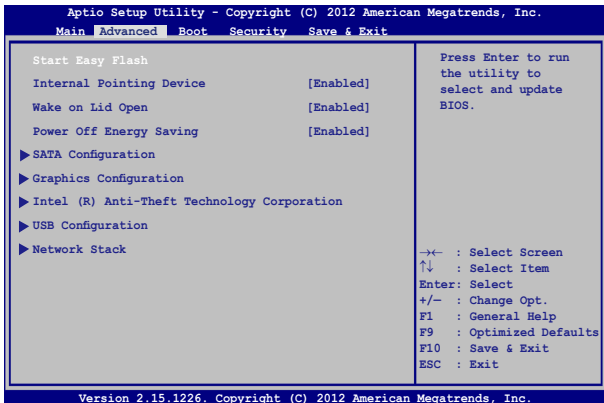 Aptio Setup Utility - Copyright (C) 2012 American Megatrends, Inc.
Main Advanced Boot Security Save & Exit
Start Easy Flash
Internal Pointing Device [Enabled]
Wake on Lid Open [Enabled]
Power Off Energy Saving [Enabled]
SATA Configuration
Graphics Configuration
Intel (R) Anti-Theft Technology Corporation
USB Configuration
Network Stack
Press Enter to run
the utility to
select and update
BIOS.
→← : Select Screen
↑↓ : Select Item
Enter: Select
+/— : Change Opt.
F1 : General Help
F9 : Optimized Defaults
F10 : Save & Exit
ESC : Exit
Version 2.15.1226. Copyright (C) 2012 American Megatrends, Inc.